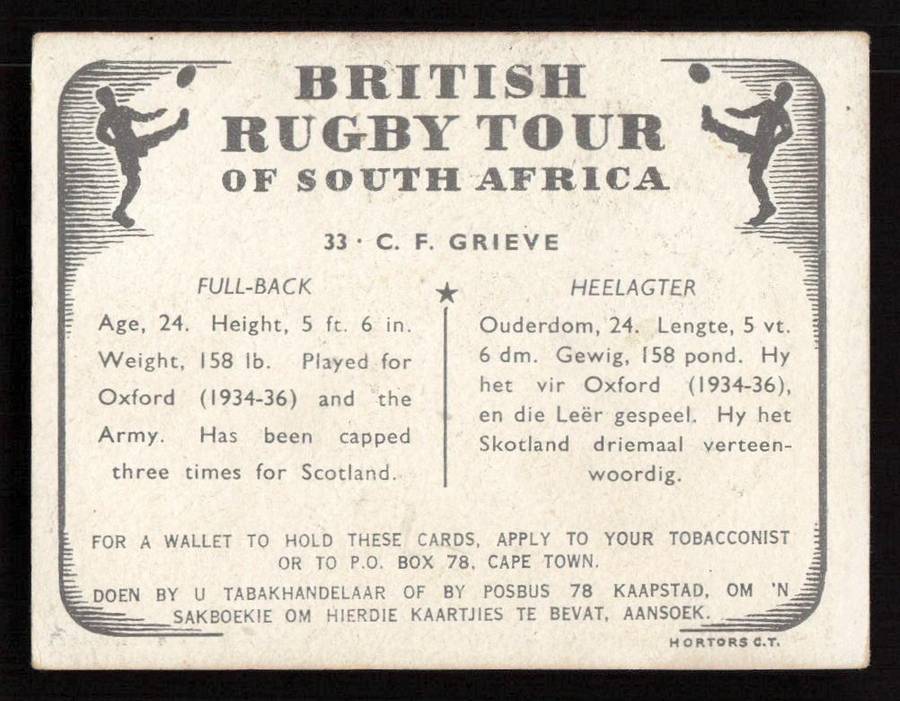 BRITISH
RUGBY TOUR
OF SOUTH AFRICA
33 · C. F. GRIEVE
FULL-BACK
Age, 24. Height, 5 ft. 6 in.
Weight, 158 lb. Played for
Oxford (1934-36) and the
Army. Has been capped
three times for Scotland.
★
HEELAGTER
Ouderdom, 24. Lengte, 5 vt.
6 dm. Gewig, 158 pond. Hy
het vir Oxford (1934-36),
en die Leër gespeel. Hy het
Skotland driemaal verteen-
woordig.
FOR A WALLET TO HOLD THESE CARDS, APPLY TO YOUR TOBACCONIST
OR TO P.O. BOX 78, CAPE TOWN.
DOEN BY U TABAKHANDELAAR OF BY POSBUS 78 KAAPSTAD, OM 'N
SAKBOEKIE OM HIERDIE KAARTJIES TE BEVAT, AANSOEK.
HORTORS C.T.